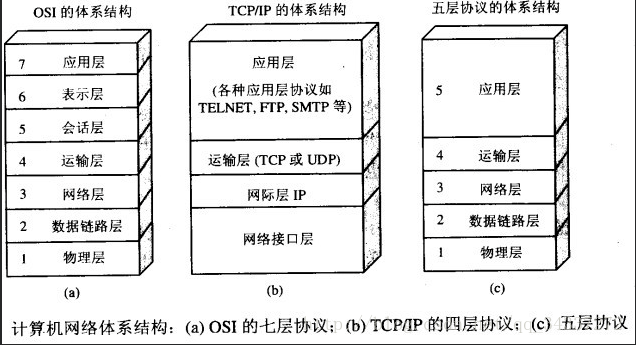 OSI 的体系结构
7 应用层
6 表示层
5 会话层
4 运输层
3 网络层
2 数据链路层
1 物理层
(a)
TCP/IP 的体系结构
应用层
(各种应用层协议如
TELNET, FTP, SMTP 等)
运输层 (TCP 或 UDP)
网际层 IP
网络接口层
(b)
五层协议的体系结构
5 应用层
4 运输层
3 网络层
2 数据链路层
1 物理层
(c)
计算机网络体系结构：(a) OSI 的七层协议；(b) TCP/IP 的四层协议；(c) 五层协议